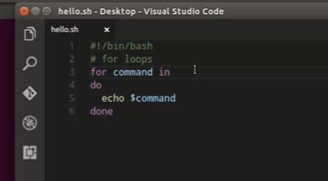 hello.sh - Desktop - Visual Studio Code
hello.sh
1 #!/bin/bash
2 # for loops
3 for command in
4 do
5 echo $command
6 done